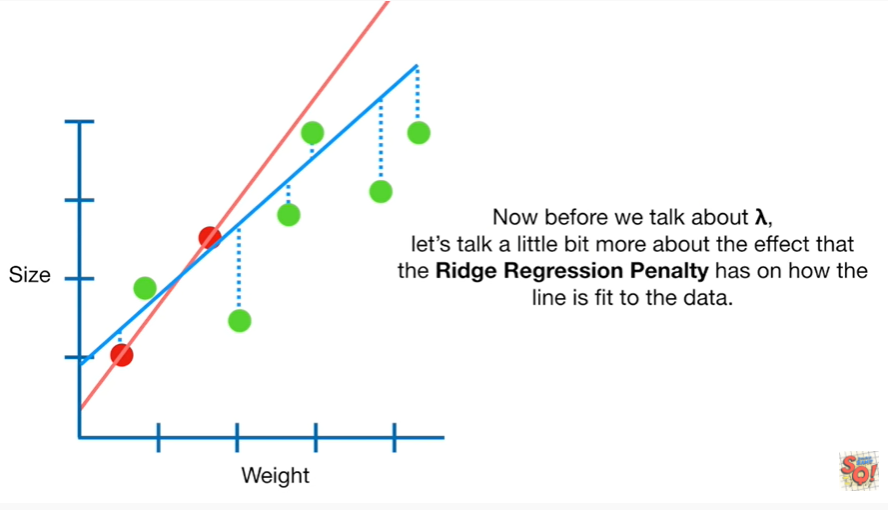 Now before we talk about λ,
let's talk a little bit more about the effect that
the Ridge Regression Penalty has on how the
line is fit to the data.
Size
Weight
SQ!